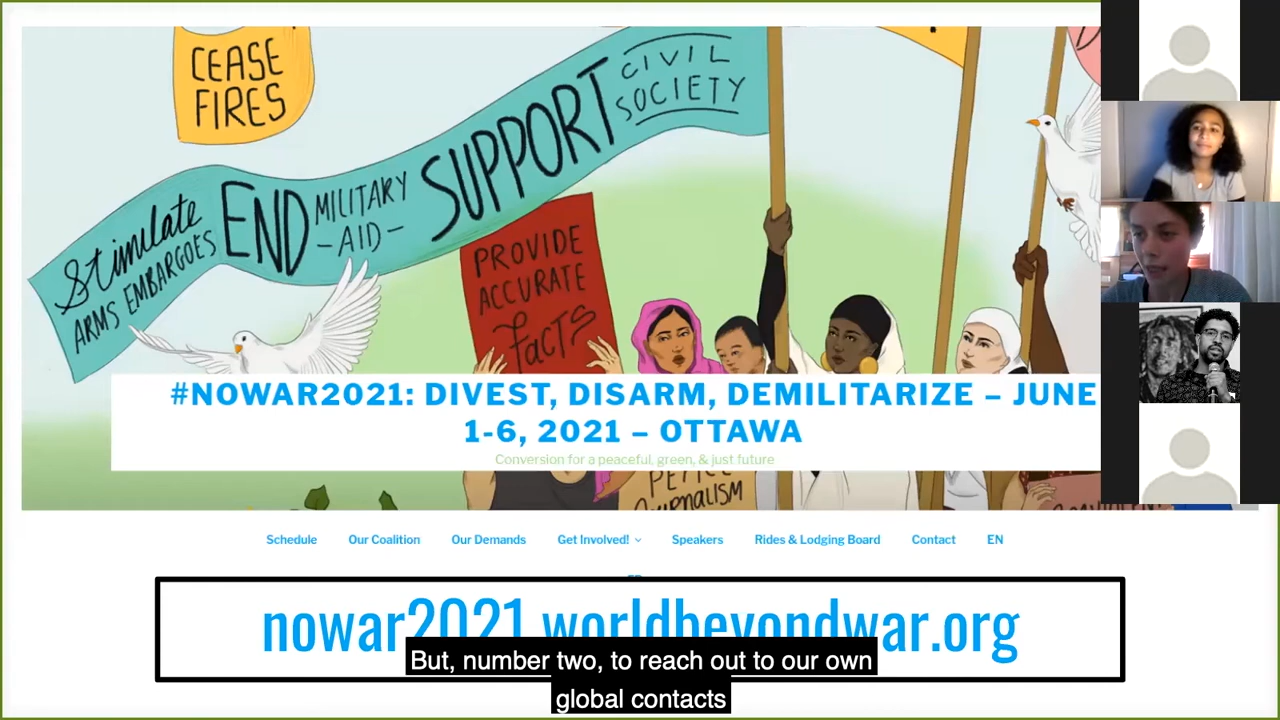 CEASE
FIRES
Stimulate
ARMS EMBARGOES
END
MILITARY
-AID-
SUPPORT
CIVIL
SOCIETY
PROVIDE
ACCURATE
FACTS
#NOWAR2021: DIVEST, DISARM, DEMILITARIZE – JUNE
1-6, 2021 – OTTAWA
Conversion for a peaceful, green, & just future
PEACE
JOURNALISM
Schedule Our Coalition Our Demands Get Involved! Speakers Rides & Lodging Board Contact EN
nowar2021.worldbeyondwar.org
But, number two, to reach out to our own
global contacts